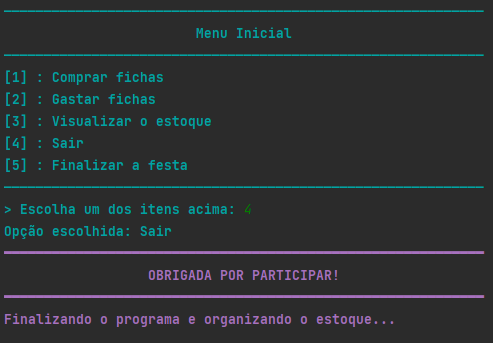 Menu Inicial
[1] : Comprar fichas
[2] : Gastar fichas
[3] : Visualizar o estoque
[4] : Sair
[5] : Finalizar a festa
> Escolha um dos itens acima: 4
Opção escolhida: Sair
OBRIGADA POR PARTICIPAR!
Finalizando o programa e organizando o estoque...